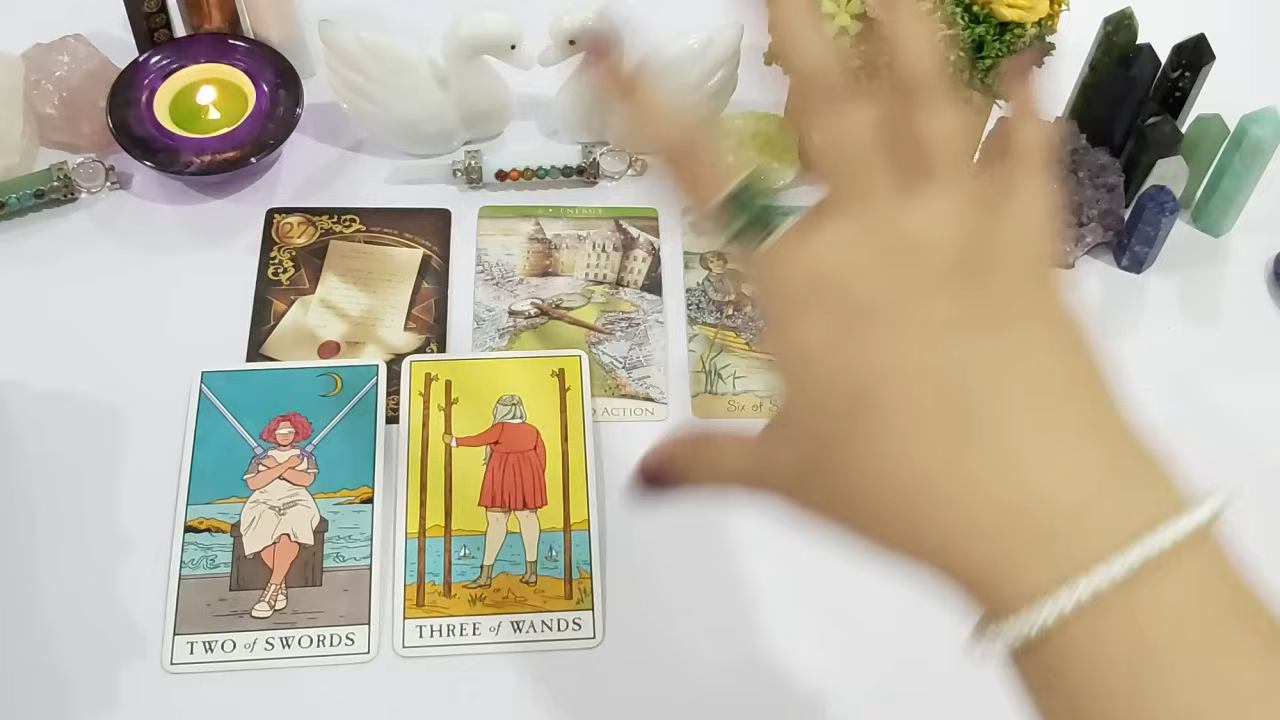 27
ENERGY
ACTION
Six of
TWO of SWORDS
THREE of WANDS